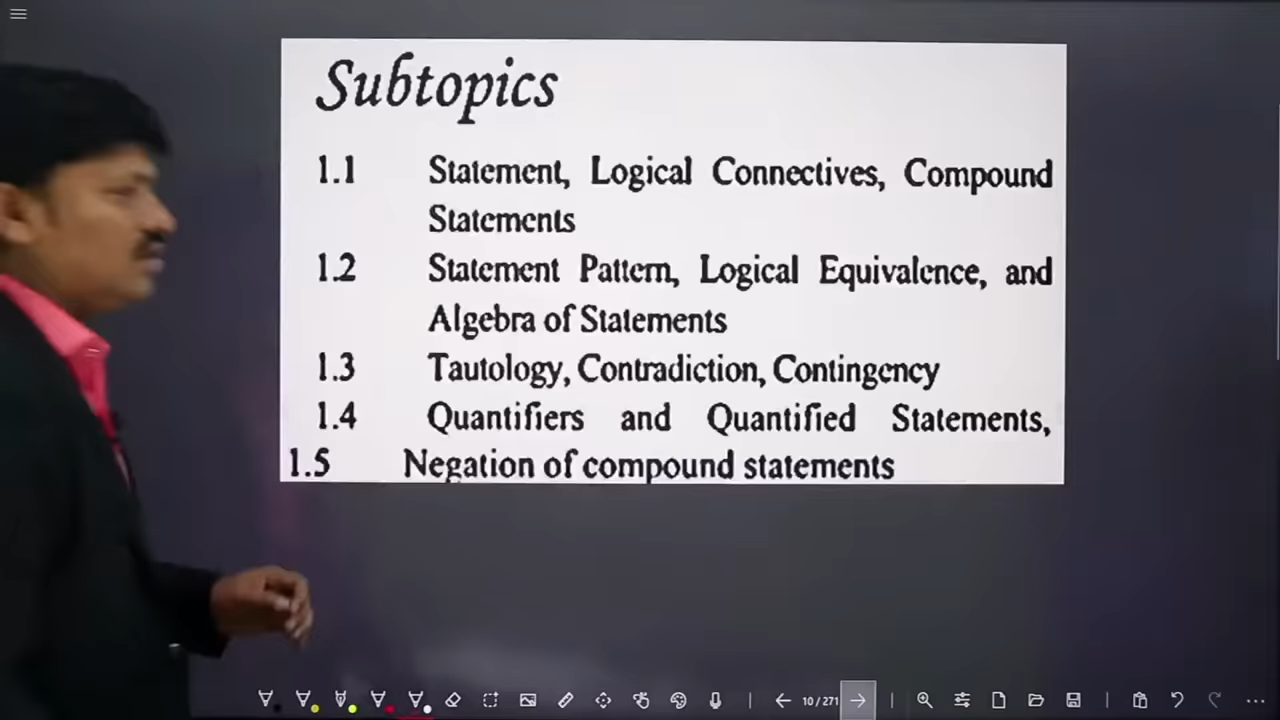 Subtopics
1.1 Statement, Logical Connectives, Compound
Statements
1.2 Statement Pattern, Logical Equivalence, and
Algebra of Statements
1.3 Tautology, Contradiction, Contingency
1.4 Quantifiers and Quantified Statements,
1.5 Negation of compound statements
10/271